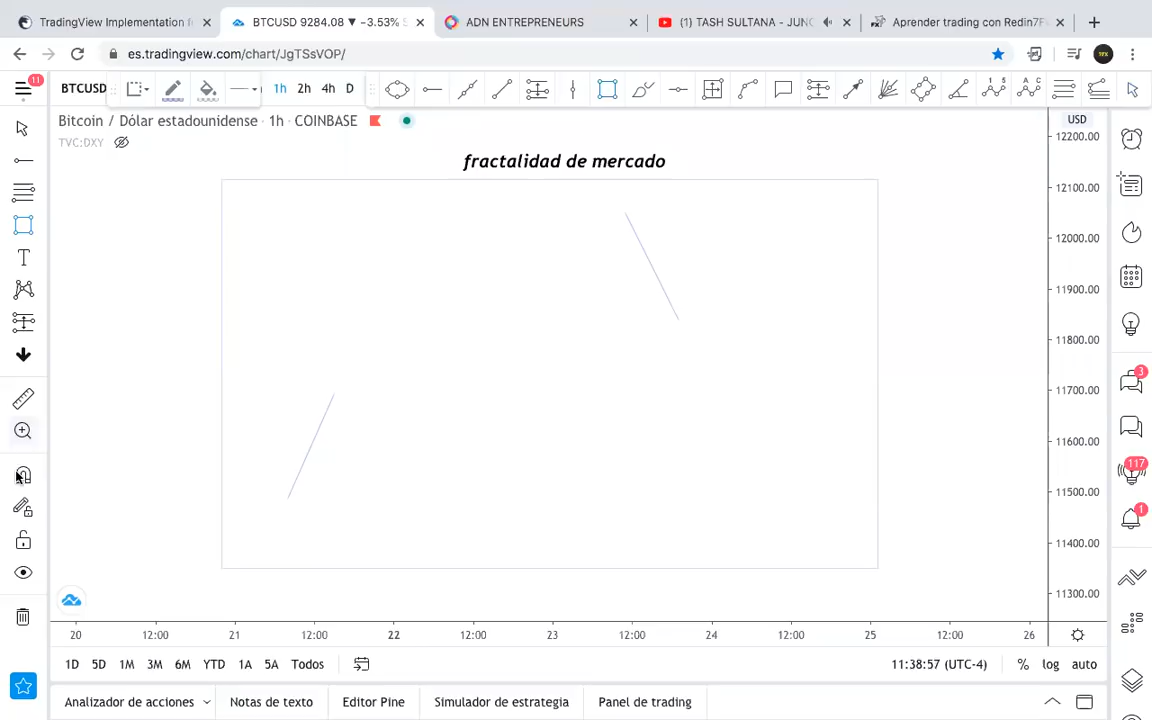 TradingView Implementation f
BTCUSD 9284.08 ▼ −3.53%
ADN ENTREPRENEURS
(1) TASH SULTANA - JUNG
Aprender trading con Redin7F
es.tradingview.com/chart/JgTSsVOP/
11
BTCUSD
1h
2h
4h
D
Bitcoin / Dólar estadounidense · 1h · COINBASE
TVC:DXY
fractalidad de mercado
USD
12200.00
12100.00
12000.00
11900.00
11800.00
11700.00
11600.00
11500.00
11400.00
11300.00
3
117
1
20
12:00
21
12:00
22
12:00
23
12:00
24
12:00
25
12:00
26
1D
5D
1M
3M
6M
YTD
1A
5A
Todos
11:38:57 (UTC-4)
%
log
auto
Analizador de acciones
Notas de texto
Editor Pine
Simulador de estrategia
Panel de trading